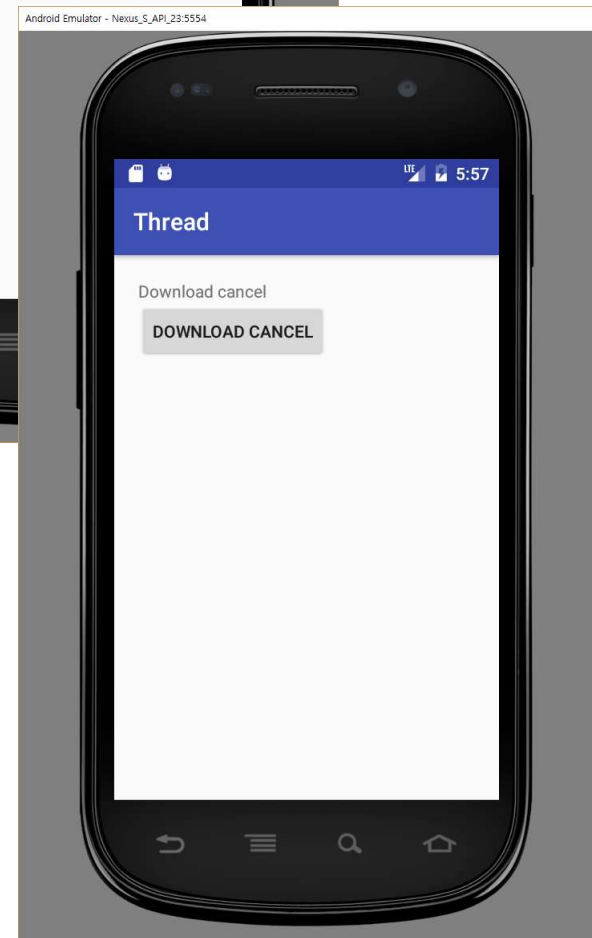 Android Emulator - Nexus_S_API_23:5554
LTE 5:57
Thread
Download cancel
DOWNLOAD CANCEL